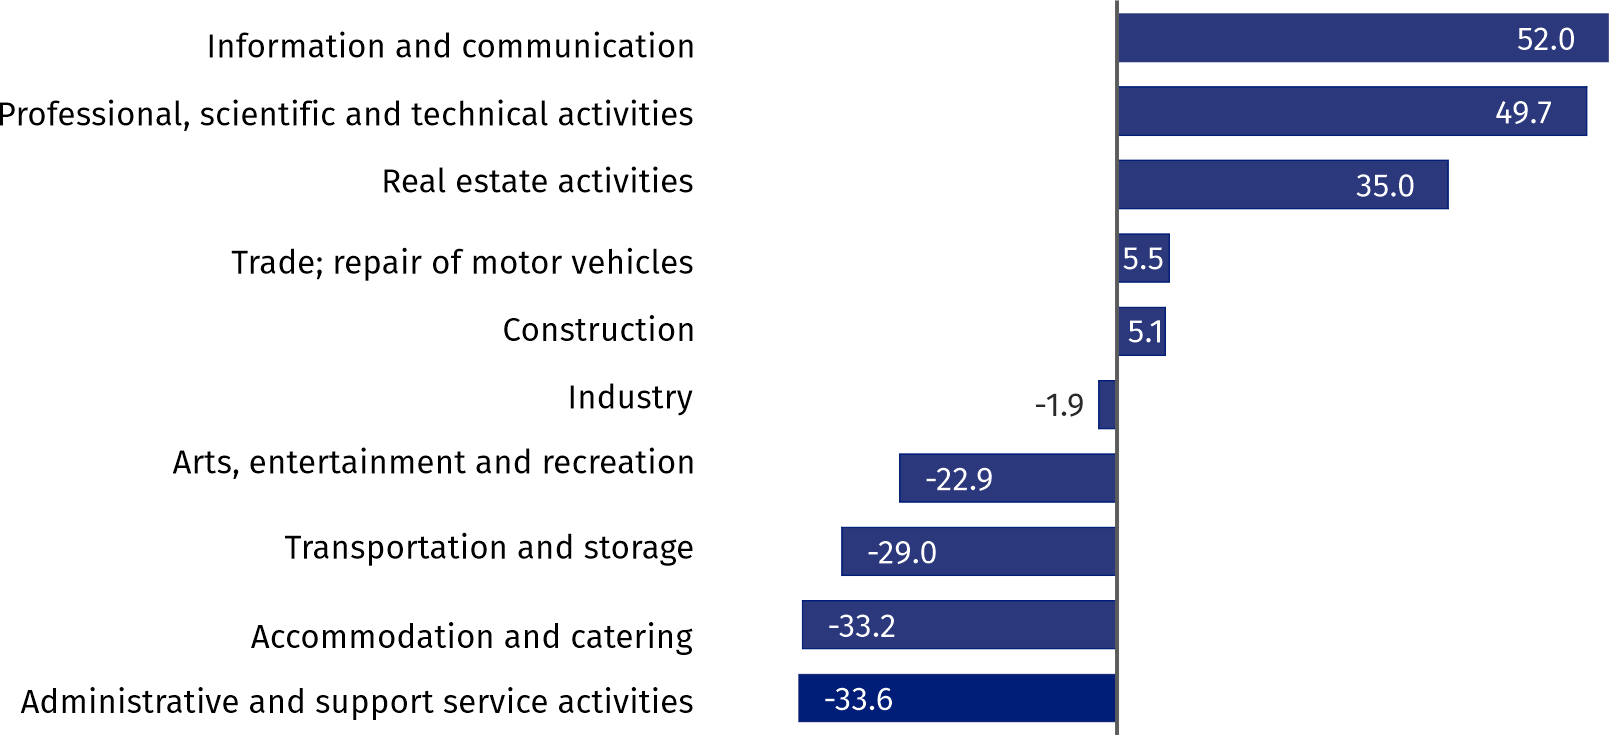 Information and communication 52.0
Professional, scientific and technical activities 49.7
Real estate activities 35.0
Trade; repair of motor vehicles 5.5
Construction 5.1
Industry -1.9
Arts, entertainment and recreation -22.9
Transportation and storage -29.0
Accommodation and catering -33.2
Administrative and support service activities -33.6